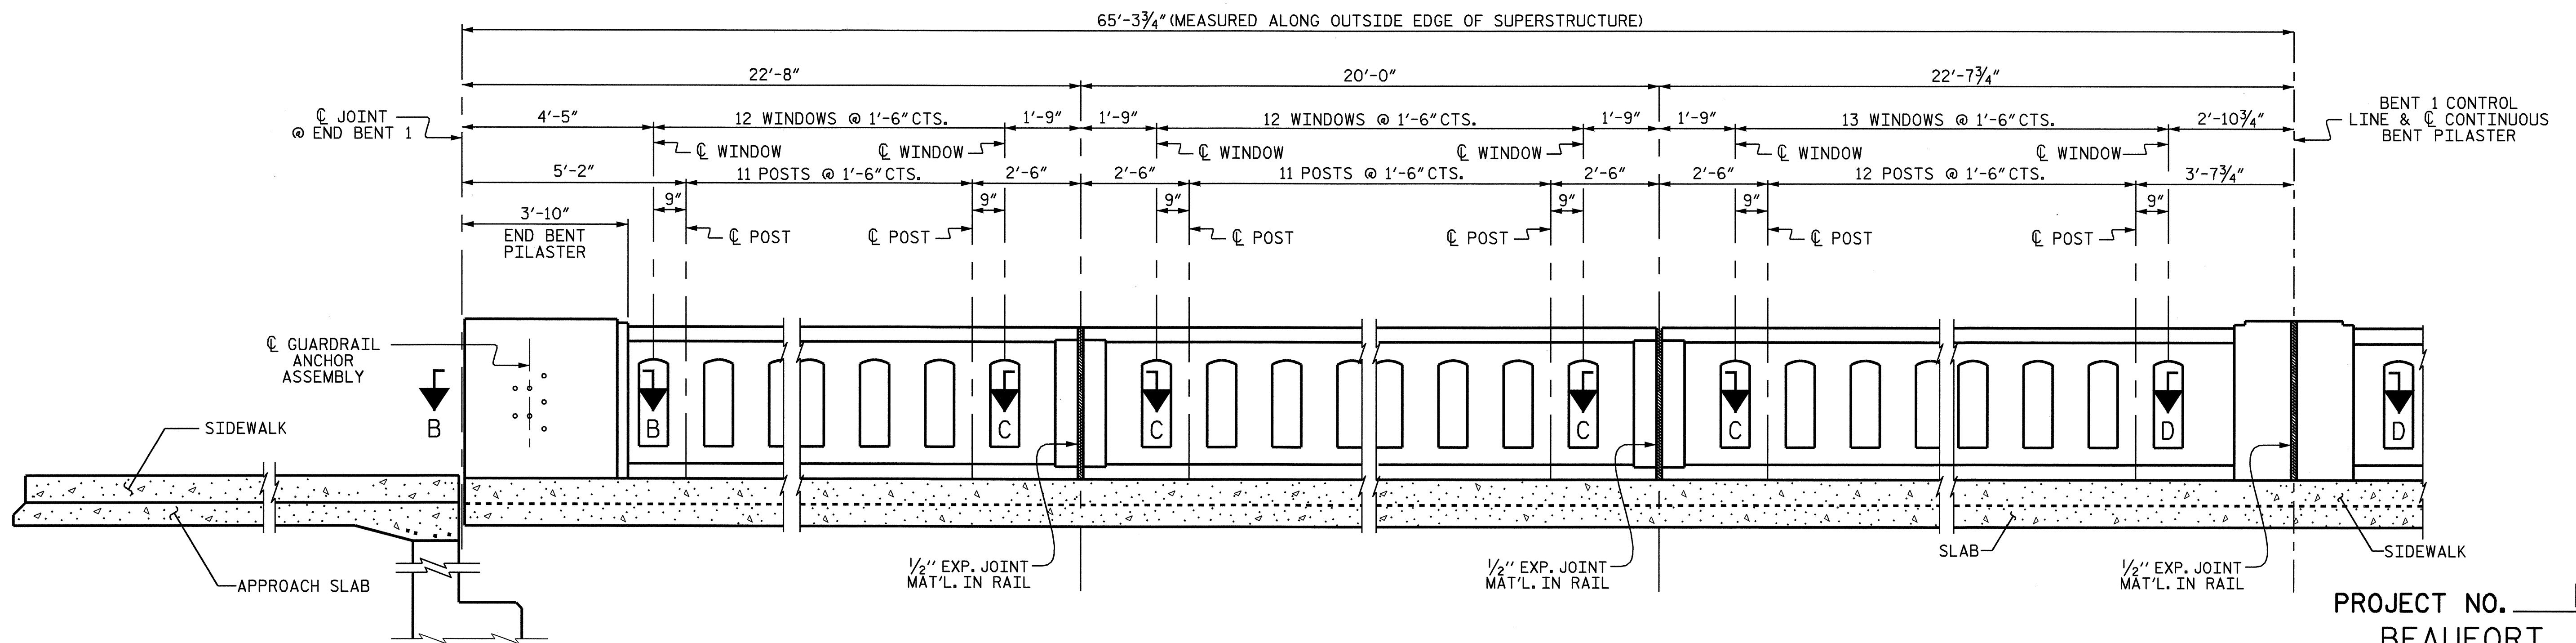 65'-3¾" (MEASURED ALONG OUTSIDE EDGE OF SUPERSTRUCTURE)
22'-8" 20'-0" 22'-7¾"
℄ JOINT
@ END BENT 1
4'-5" 12 WINDOWS @ 1'-6" CTS. 1'-9" 1'-9" 12 WINDOWS @ 1'-6" CTS. 1'-9" 1'-9" 13 WINDOWS @ 1'-6" CTS. 2'-10¾"
BENT 1 CONTROL
LINE & ℄ CONTINUOUS
BENT PILASTER
℄ WINDOW ℄ WINDOW ℄ WINDOW ℄ WINDOW ℄ WINDOW ℄ WINDOW
5'-2" 11 POSTS @ 1'-6" CTS. 2'-6" 2'-6" 11 POSTS @ 1'-6" CTS. 2'-6" 2'-6" 12 POSTS @ 1'-6" CTS. 3'-7¾"
9" 9" 9" 9" 9" 9"
3'-10"
END BENT
PILASTER
℄ POST ℄ POST ℄ POST ℄ POST ℄ POST ℄ POST
℄ GUARDRAIL
ANCHOR
ASSEMBLY
B B C C C C D D
SIDEWALK
APPROACH SLAB
½" EXP. JOINT
MAT'L. IN RAIL
½" EXP. JOINT
MAT'L. IN RAIL
SLAB
½" EXP. JOINT
MAT'L. IN RAIL
SIDEWALK
PROJECT NO.
BEAUFORT